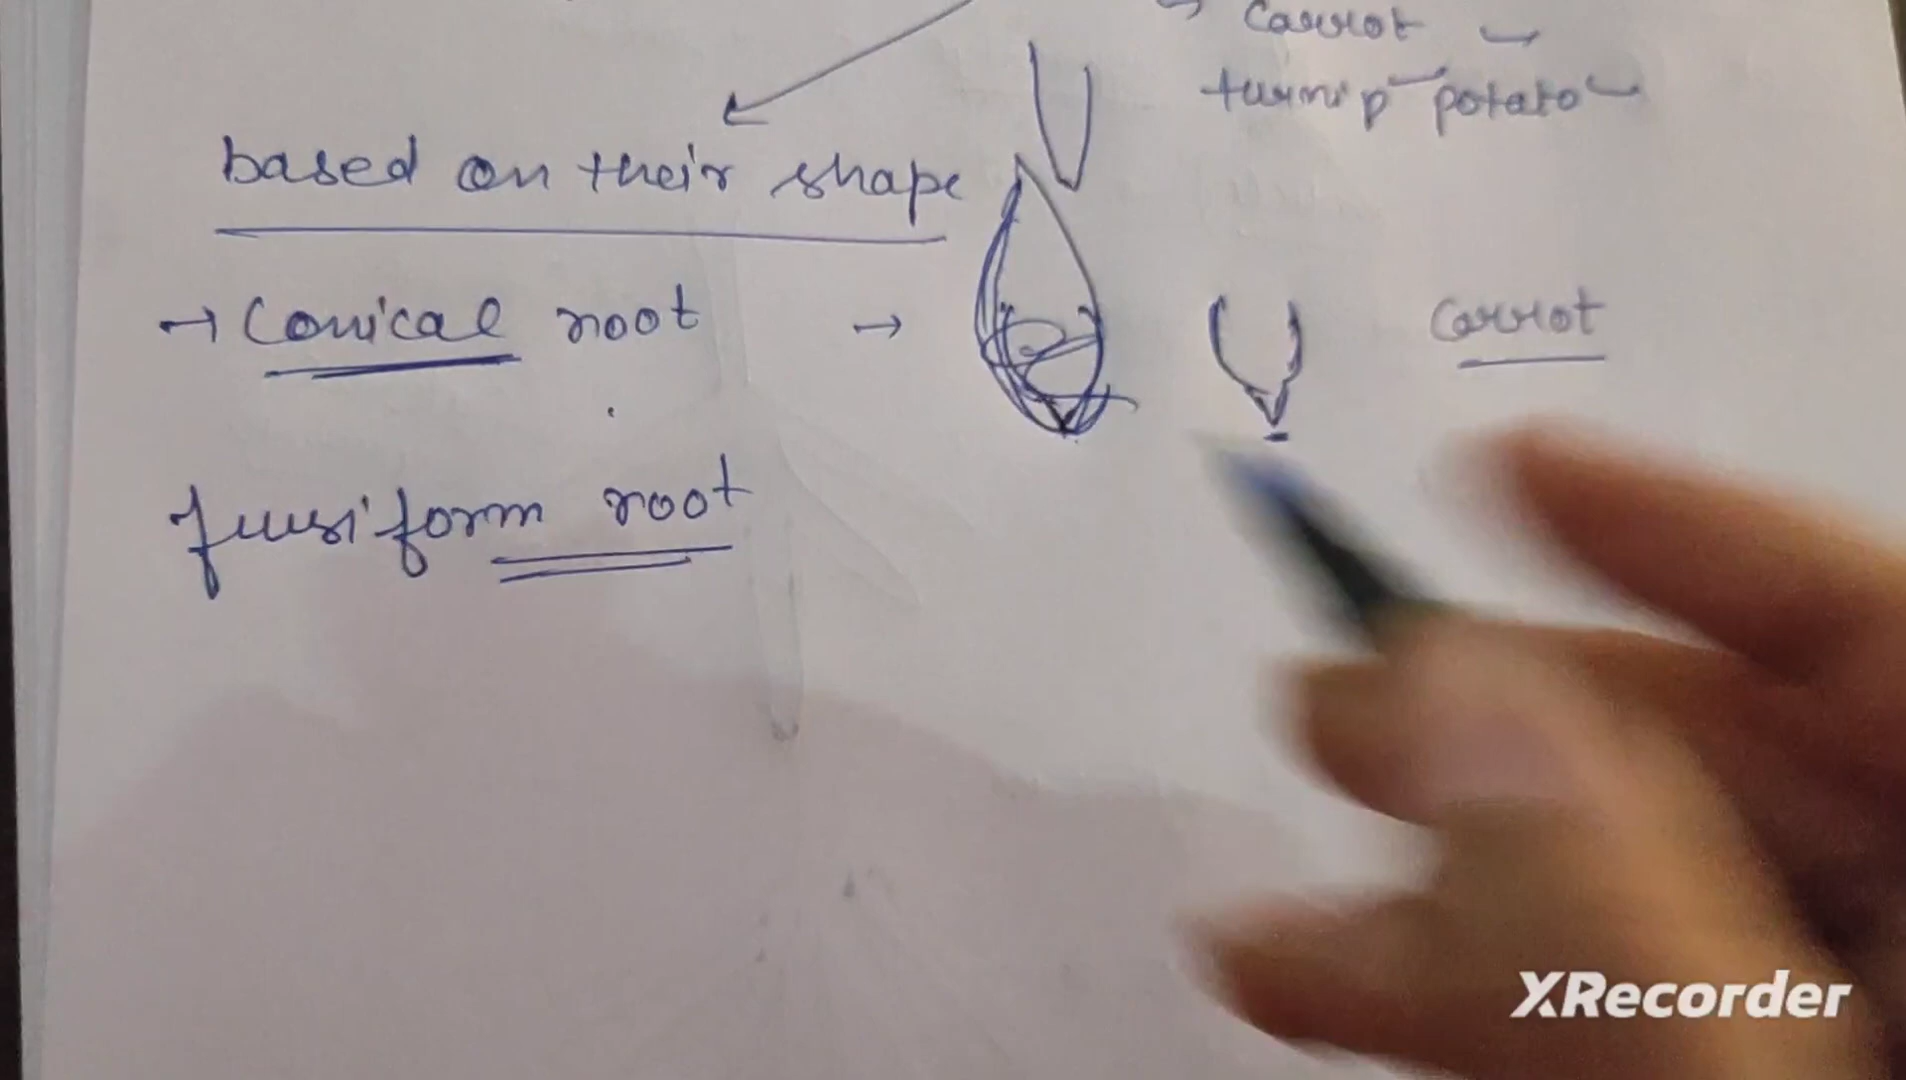 → Carrot ~
turnip ~ potato ~
based on their shape
→ Conical root → Carrot
fusiform root
XRecorder